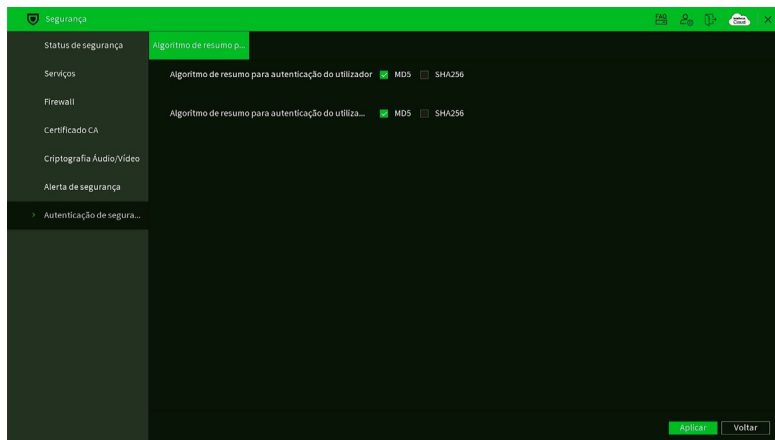 Segurança
FAQ
Cloud
Status de segurança
Algoritmo de resumo p...
Serviços
Algoritmo de resumo para autenticação do utilizador MD5 SHA256
Firewall
Algoritmo de resumo para autenticação do utiliza... MD5 SHA256
Certificado CA
Criptografia Áudio/Vídeo
Alerta de segurança
Autenticação de segura...
Aplicar Voltar